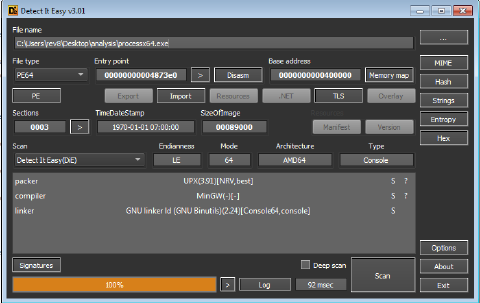 Detect It Easy v3.01
File name
C:\Users\rev8\Desktop\analysis\processx64.exe
...
File type Entry point Base address
PE64 00000000004873e0 > Disasm 0000000000400000 Memory map
MIME
PE Export Import Resources .NET TLS Overlay
Hash
Sections TimeDateStamp SizeOfImage
Strings
0003 > 1970-01-01 07:00:00 00089000 Manifest Version
Entropy
Hex
Scan Endianness Mode Architecture Type
Detect It Easy(DiE) LE 64 AMD64 Console
packer UPX(3.91)[NRV,best] S ?
compiler MinGW(-)[-] S
linker GNU linker ld (GNU Binutils)(2.24)[Console64,console] S ?
Options
Signatures Deep scan
Scan
About
100% > Log 92 msec
Exit